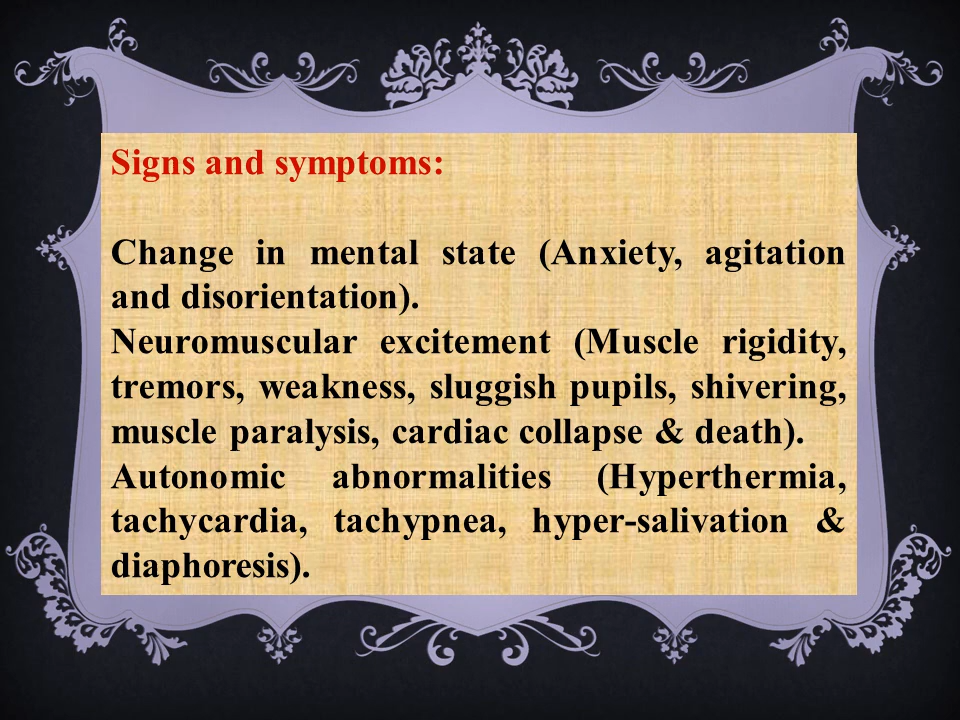 Signs and symptoms:
Change in mental state (Anxiety, agitation
and disorientation).
Neuromuscular excitement (Muscle rigidity,
tremors, weakness, sluggish pupils, shivering,
muscle paralysis, cardiac collapse & death).
Autonomic abnormalities (Hyperthermia,
tachycardia, tachypnea, hyper-salivation &
diaphoresis).